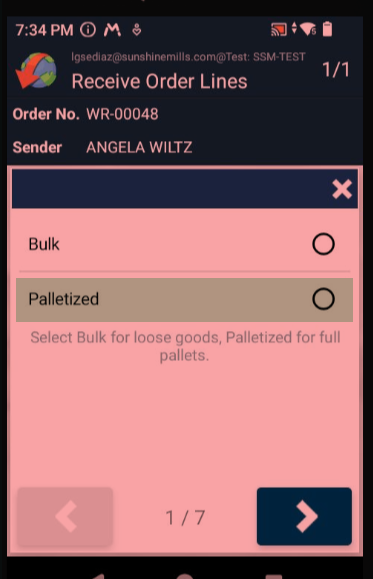 7:34 PM
lgsediaz@sunshinemills.com@Test: SSM-TEST
Receive Order Lines
1/1
Order No. WR-00048
Sender ANGELA WILTZ
Bulk
Palletized
Select Bulk for loose goods, Palletized for full
pallets.
1 / 7